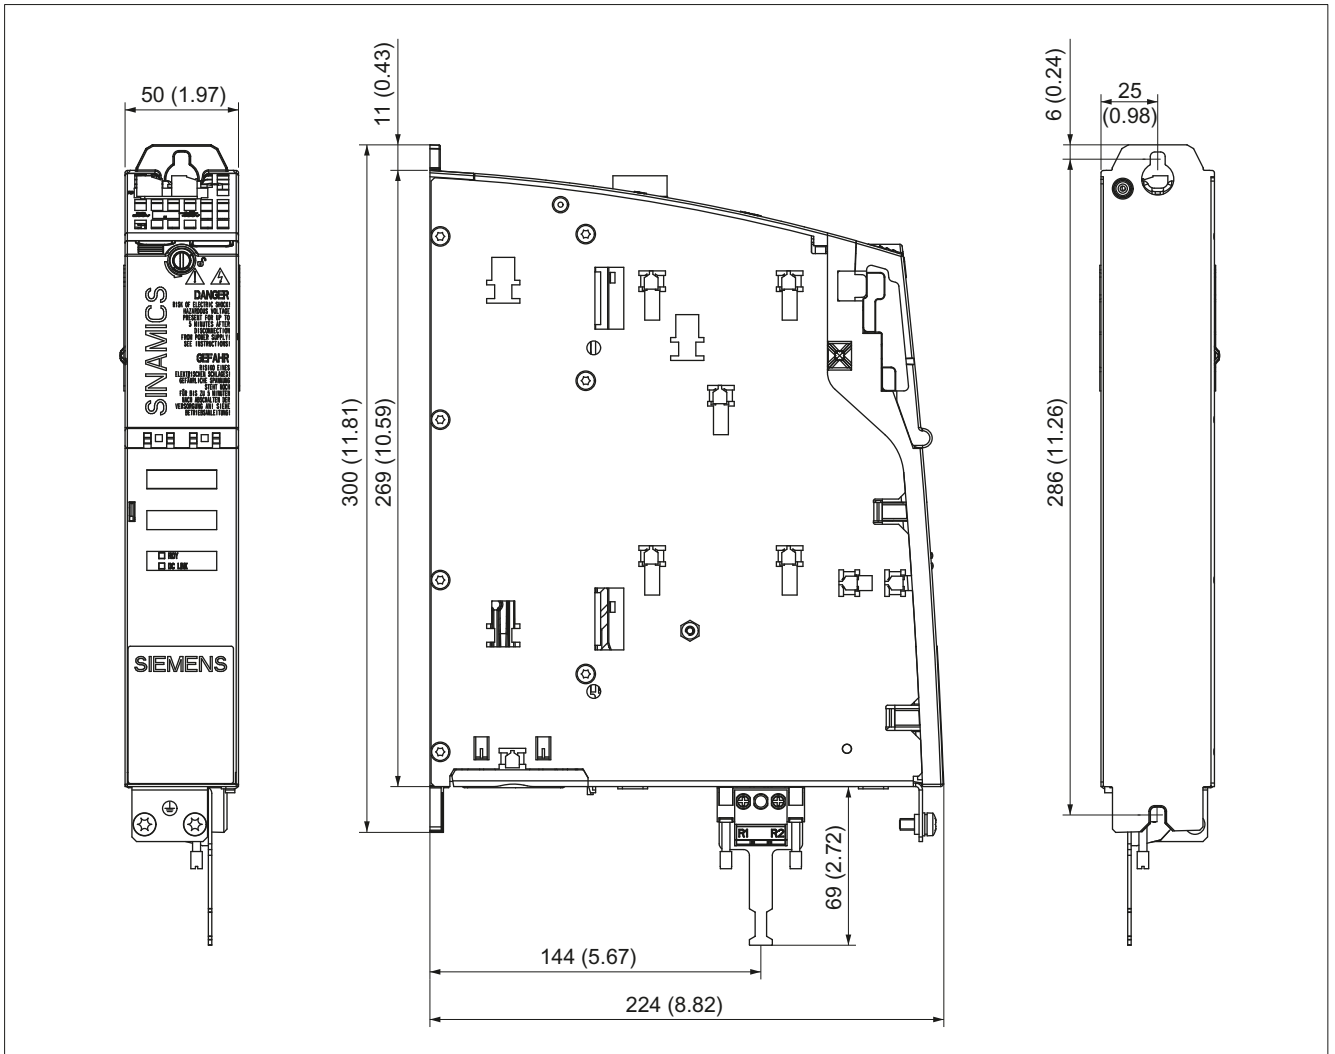 50 (1.97)
11 (0.43)
6 (0.24)
25
(0.98)
SINAMICS
DANGER
RISK OF ELECTRIC SHOCK!
HAZARDOUS VOLTAGE
PRESENT FOR UP TO
5 MINUTES AFTER
DISCONNECTION
FROM POWER SUPPLY!
SEE INSTRUCTIONS!
GEFAHR
RISIKO EINES
ELEKTRISCHEN SCHLAGES!
GEFÄHRLICHE SPANNUNG
STEHT NOCH
FÜR BIS ZU 5 MINUTEN
NACH ABSCHALTEN DER
VERSORGUNG AN! SIEHE
BETRIEBSANLEITUNG!
300 (11.81)
269 (10.59)
286 (11.26)
RDY
DC LINK
SIEMENS
R1 R2
69 (2.72)
144 (5.67)
224 (8.82)